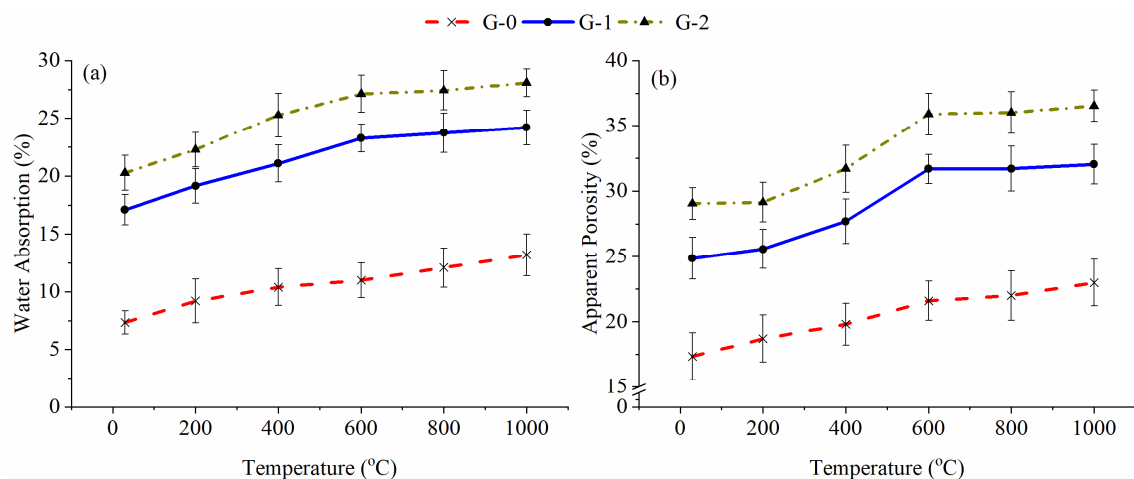 G-0 G-1 G-2
(a)
Water Absorption (%)
30
25
20
15
10
5
0
0 200 400 600 800 1000
Temperature (°C)
(b)
Apparent Porosity (%)
40
35
30
25
20
15
0
0 200 400 600 800 1000
Temperature (°C)